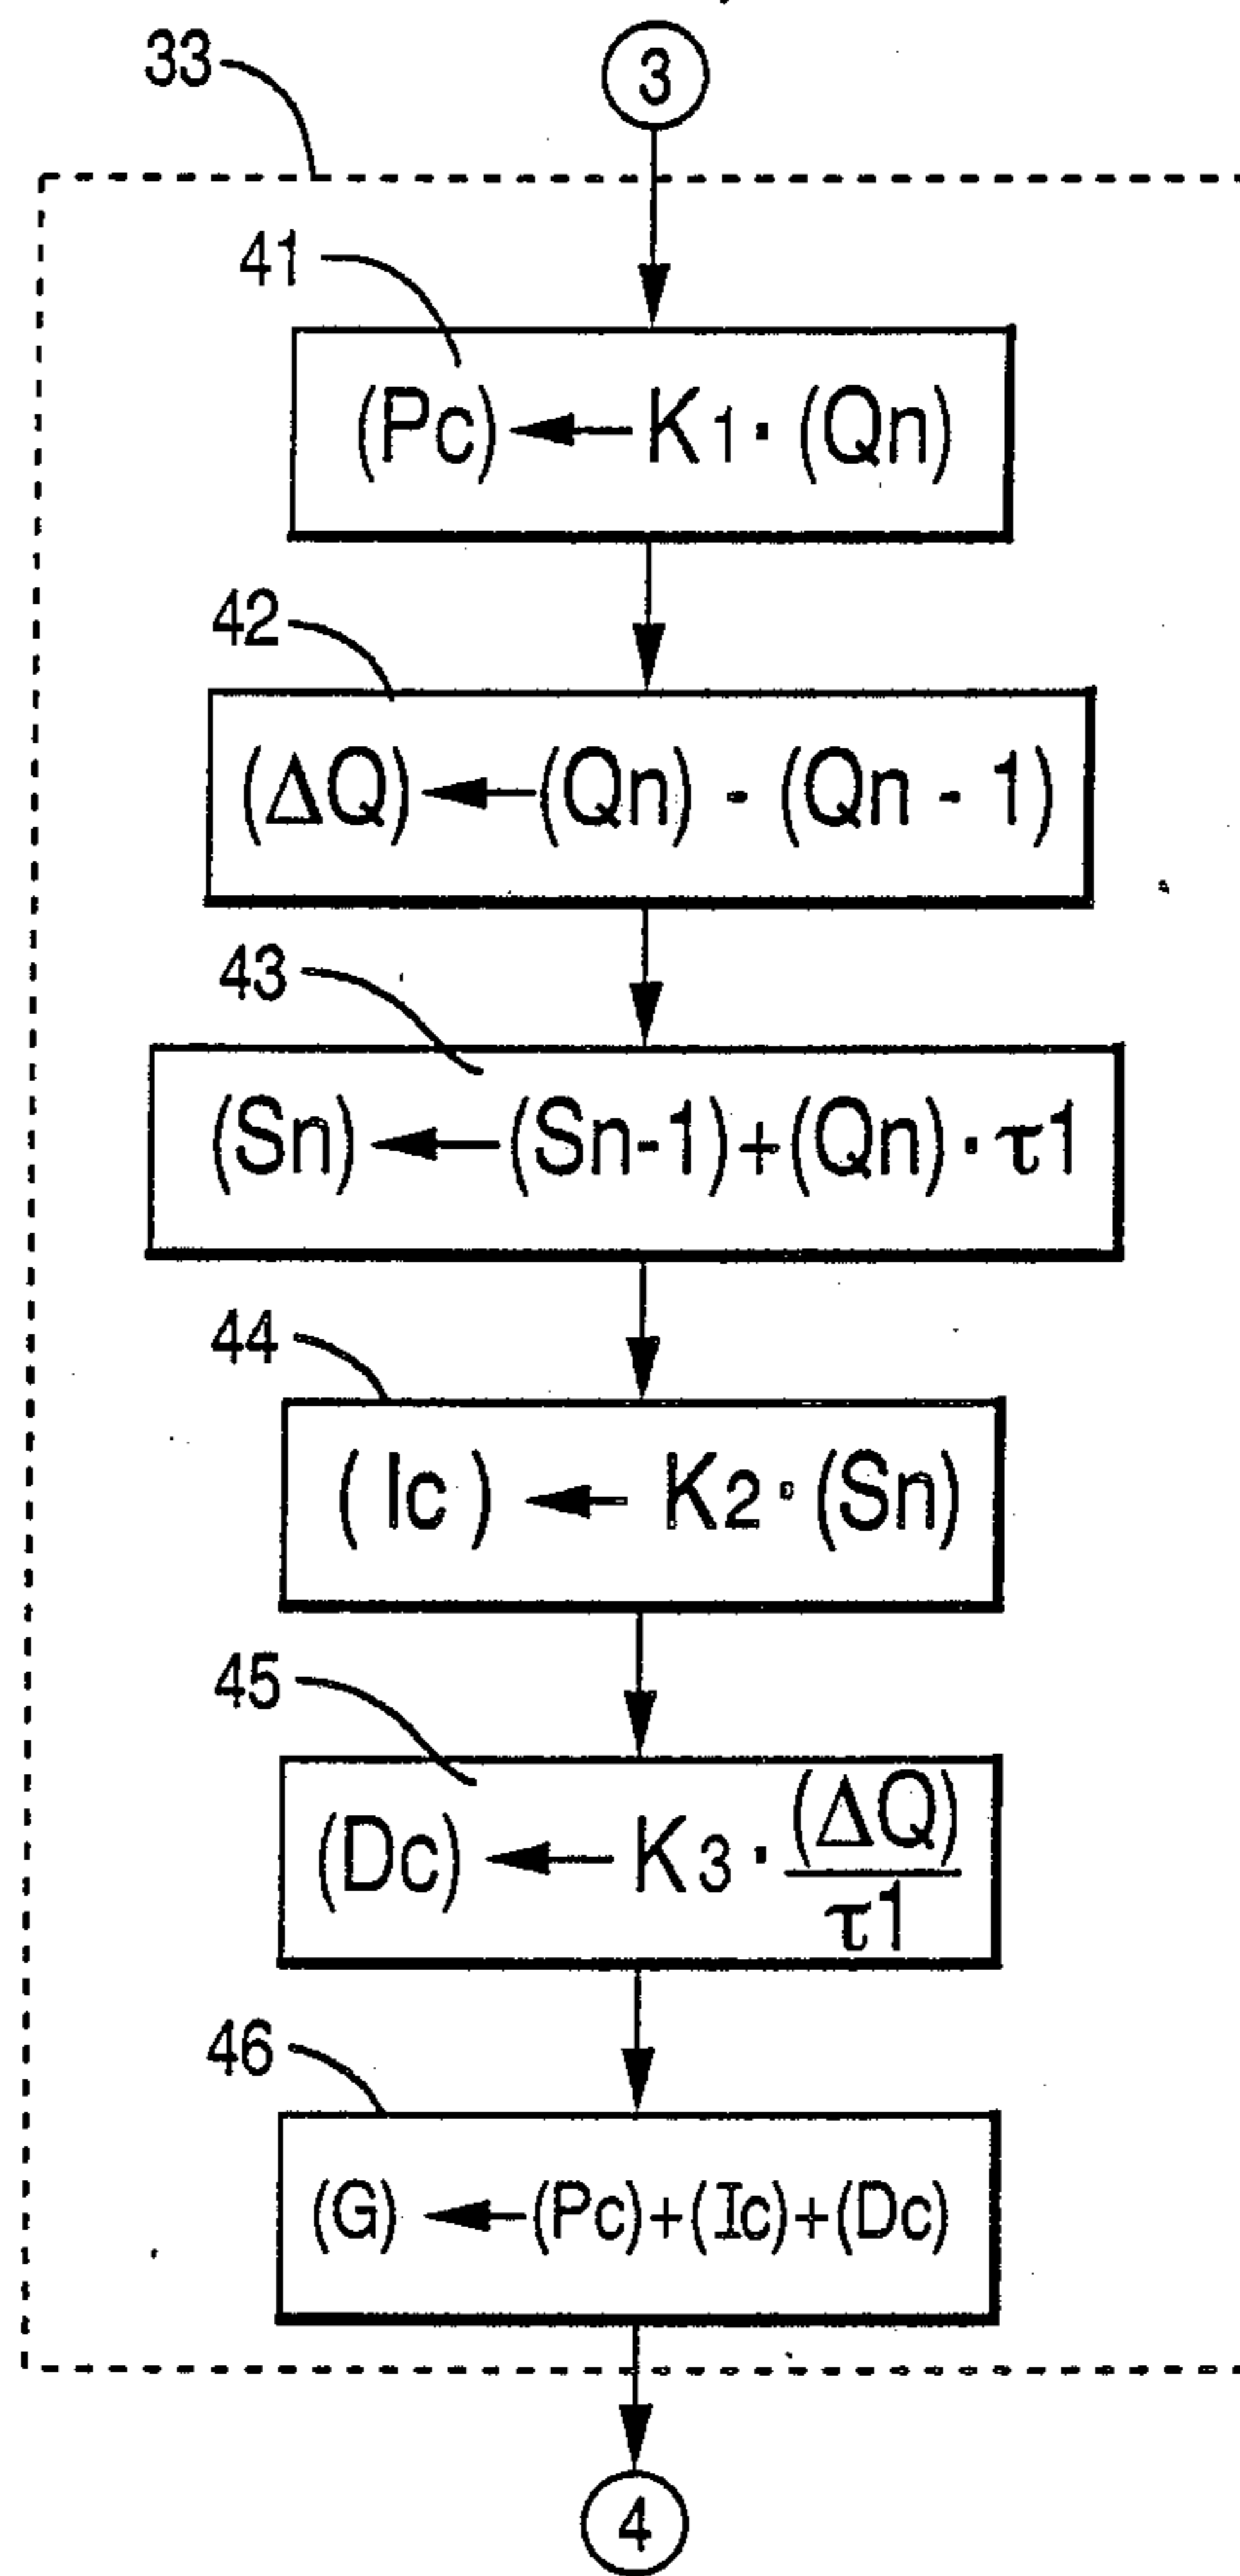 3
33
41
(Pc) ← K1 · (Qn)
42
(ΔQ) ← (Qn) - (Qn - 1)
43
(Sn) ← (Sn-1)+(Qn) · τ1
44
( Ic ) ← K2 · (Sn)
45
(Dc) ← K3 · (ΔQ)
τ1
46
(G) ← (Pc)+(Ic)+(Dc)
4